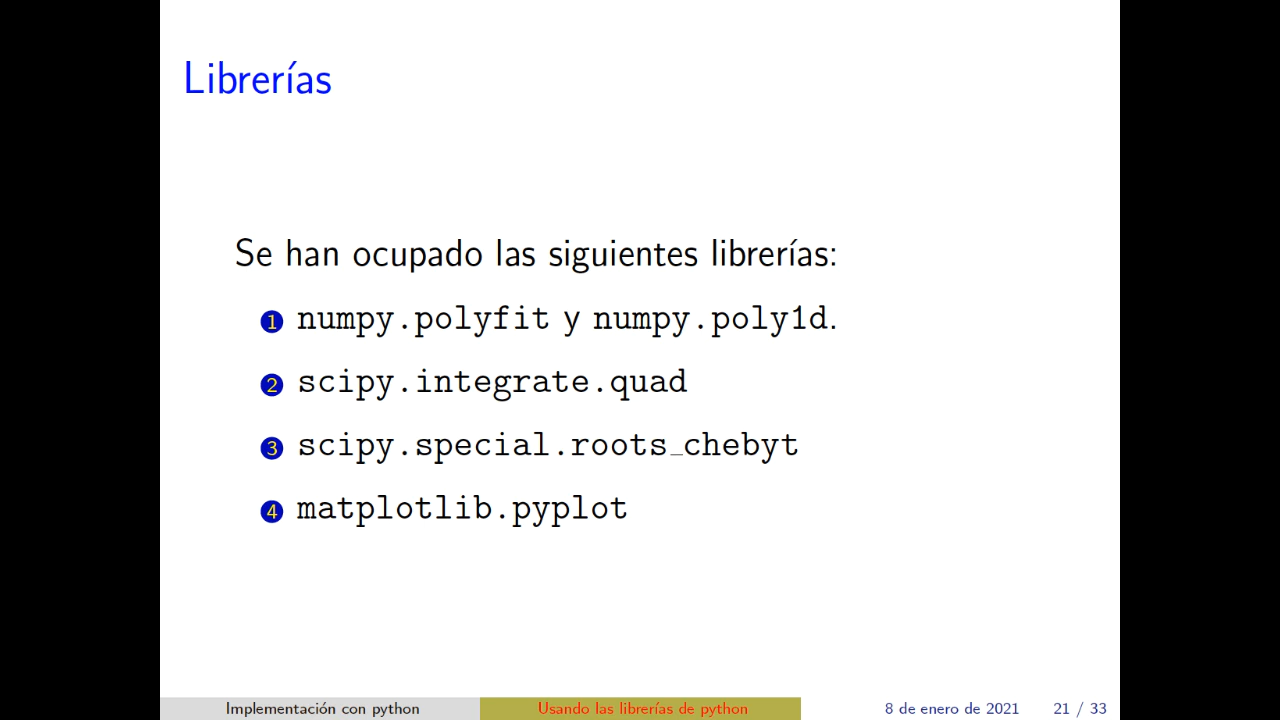 Librerías
Se han ocupado las siguientes librerías:
1 numpy.polyfit y numpy.poly1d.
2 scipy.integrate.quad
3 scipy.special.roots_chebyt
4 matplotlib.pyplot
Implementación con python Usando las librerías de python 8 de enero de 2021 21 / 33